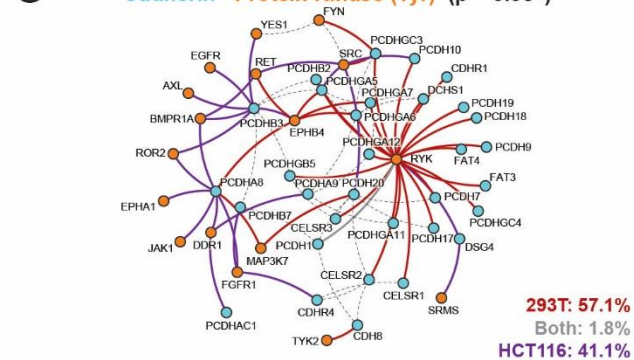 FYN
YES1
PCDHGC3
PCDH10
EGFR
RET
SRC
PCDHB2
CDHR1
PCDHGA5
AXL
PCDHGA7
DCHS1
PCDH19
BMPR1A
PCDHB3
PCDHGA6
PCDH18
EPHB4
PCDHGA12
PCDH9
ROR2
RYK
FAT4
PCDHGB5
FAT3
PCDHA8
PCDHA9
PCDH20
PCDH7
EPHA1
PCDHB7
PCDHGC4
CELSR3
PCDHGA11
PCDH17
JAK1
DDR1
PCDH1
DSG4
MAP3K7
CELSR2
FGFR1
CELSR1
SRMS
CDHR4
PCDHAC1
CDH8
TYK2
293T: 57.1%
Both: 1.8%
HCT116: 41.1%